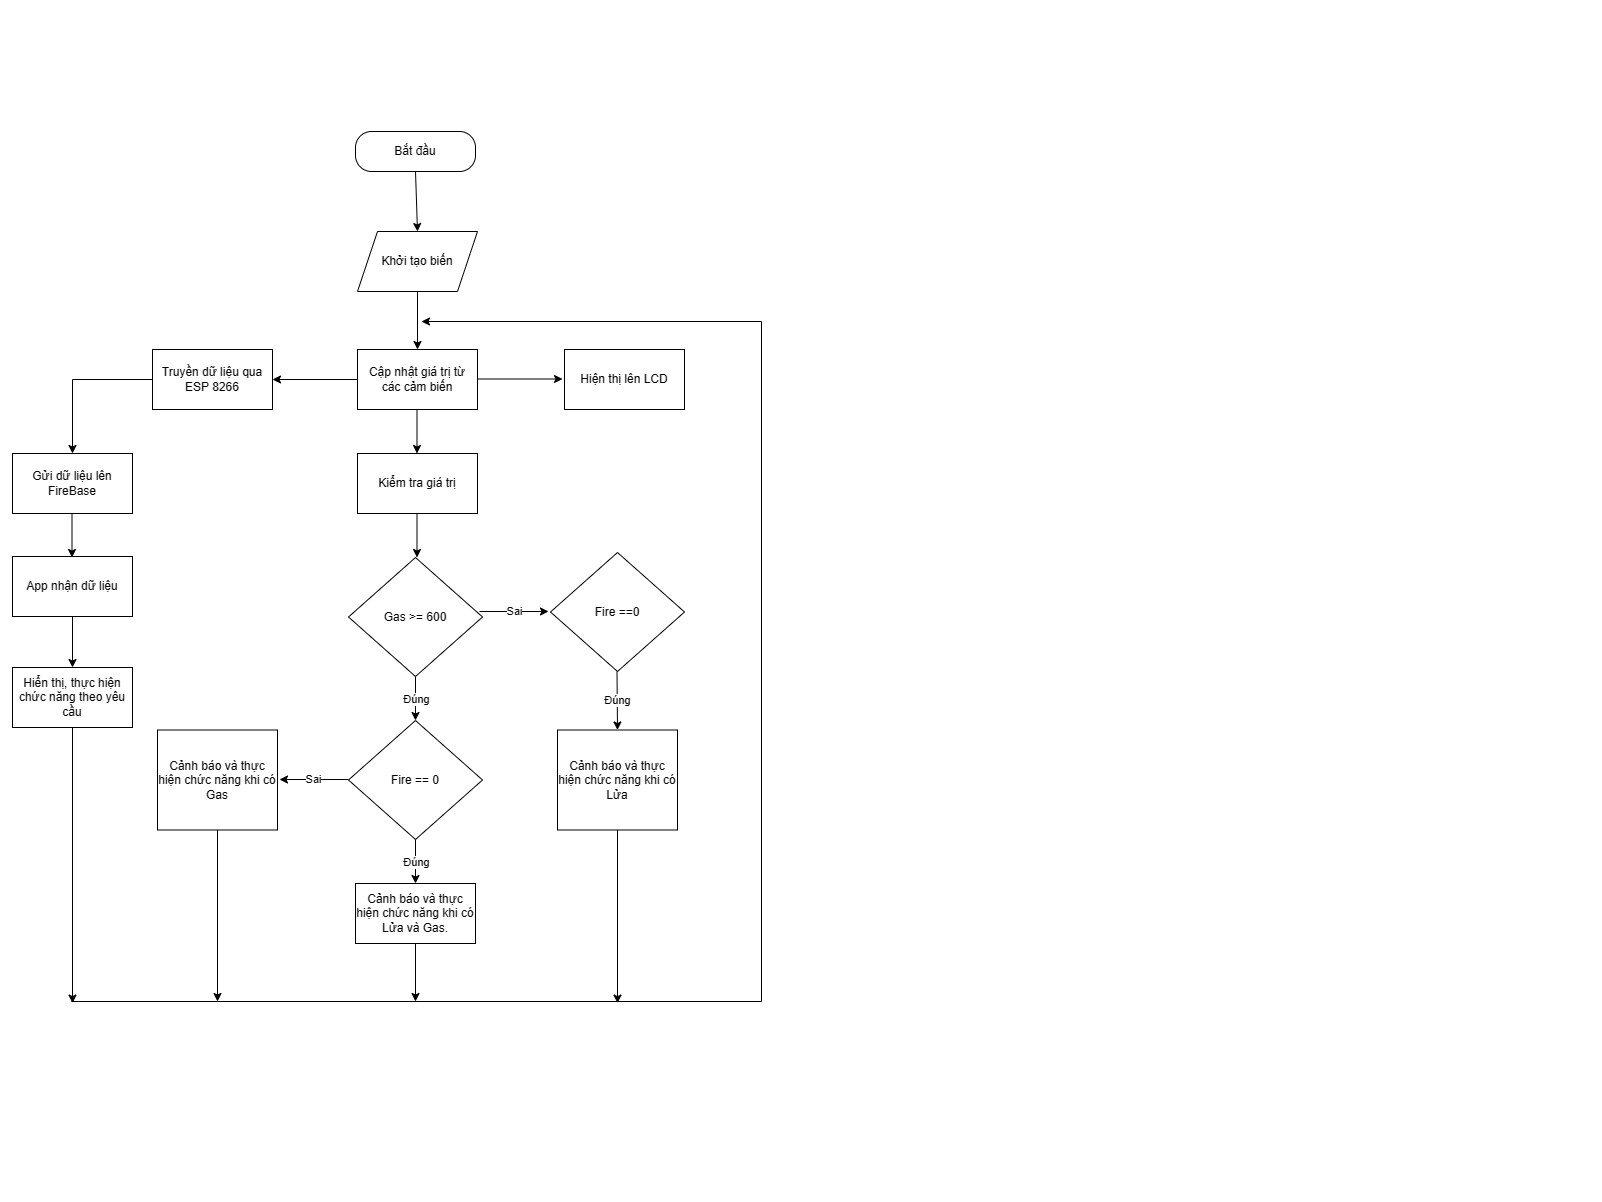 Bắt đầu
Khởi tạo biến
Truyền dữ liệu qua
ESP 8266
Cập nhật giá trị từ
các cảm biến
Hiện thị lên LCD
Gửi dữ liệu lên
FireBase
Kiểm tra giá trị
App nhận dữ liệu
Gas >= 600
Sai
Fire ==0
Hiển thị, thực hiện
chức năng theo yêu
cầu
Đúng
Đúng
Cảnh báo và thực
hiện chức năng khi có
Gas
Sai
Fire == 0
Cảnh báo và thực
hiện chức năng khi có
Lửa
Đúng
Cảnh báo và thực
hiện chức năng khi có
Lửa và Gas.